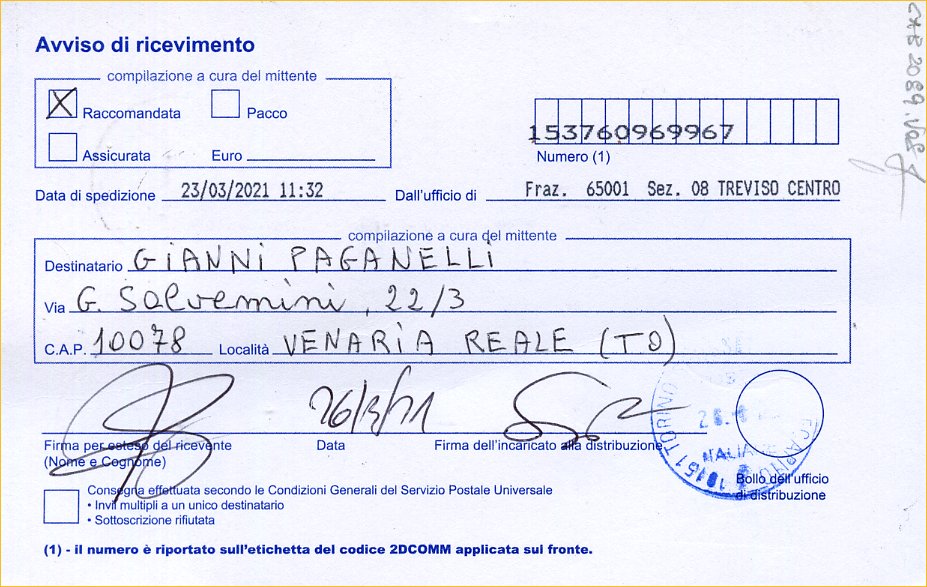 Avviso di ricevimento
compilazione a cura del mittente
X Raccomandata Pacco
Assicurata Euro
153760969967
Numero (1)
Data di spedizione 23/03/2021 11:32 Dall'ufficio di Fraz. 65001 Sez. 08 TREVISO CENTRO
compilazione a cura del mittente
Destinatario GIANNI PAGANELLI
Via G. Salvemini, 22/3
C.A.P. 10078 Località VENARIA REALE (TO)
26/3/21
Firma per esteso del ricevente Data Firma dell'incaricato alla distribuzione
(Nome e Cognome)
10151 TORINO
ITALIA
Bollo dell'ufficio
di distribuzione
Consegna effettuata secondo le Condizioni Generali del Servizio Postale Universale
• Invii multipli a un unico destinatario
• Sottoscrizione rifiutata
(1) - il numero è riportato sull'etichetta del codice 2DCOMM applicata sul fronte.